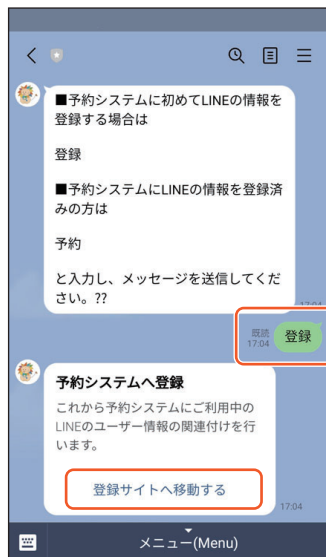 ■予約システムに初めてLINEの情報を
登録する場合は
登録
■予約システムにLINEの情報を登録済
みの方は
予約
と入力し、メッセージを送信してくだ
さい。??
17:04
既読
17:04
登録
予約システムへ登録
これから予約システムにご利用中の
LINEのユーザー情報の関連付けを行
います。
登録サイトへ移動する
17:04
メニュー(Menu)